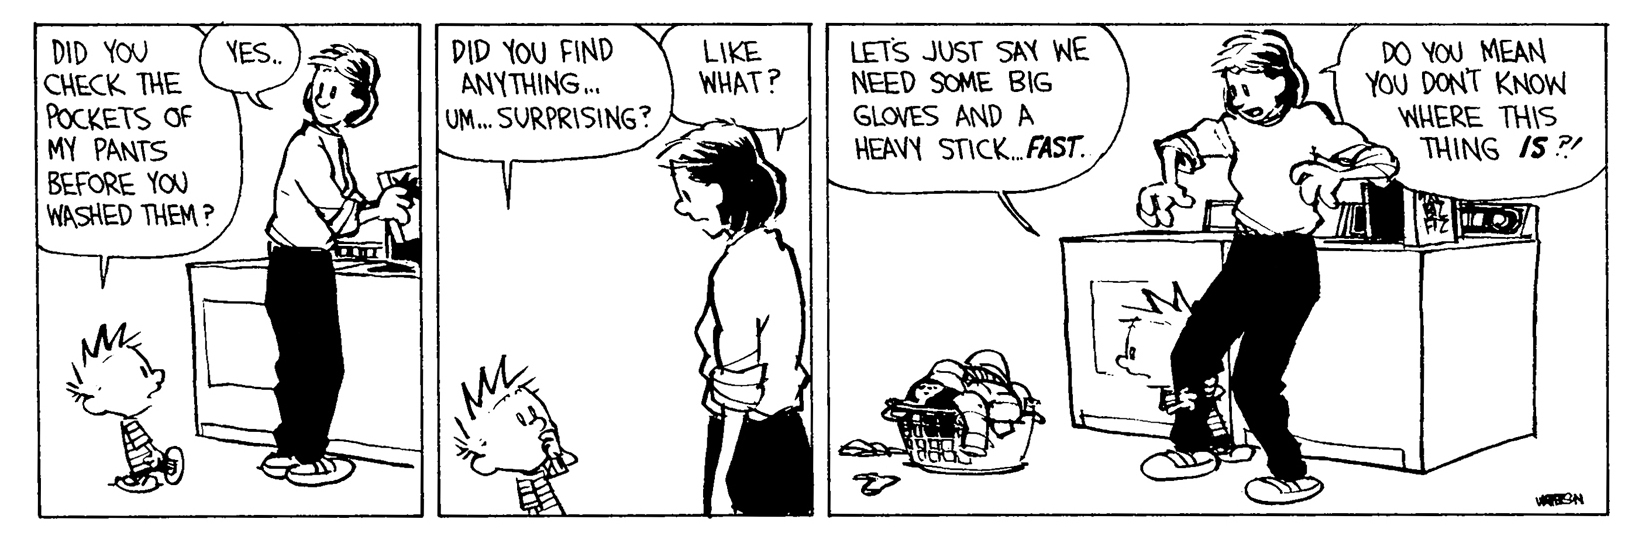 DID YOU
CHECK THE
POCKETS OF
MY PANTS
BEFORE YOU
WASHED THEM?
YES..
DID YOU FIND
ANYTHING...
UM... SURPRISING?
LIKE
WHAT?
LET'S JUST SAY WE
NEED SOME BIG
GLOVES AND A
HEAVY STICK... FAST.
DO YOU MEAN
YOU DON'T KNOW
WHERE THIS
THING IS?!
WATTERSON